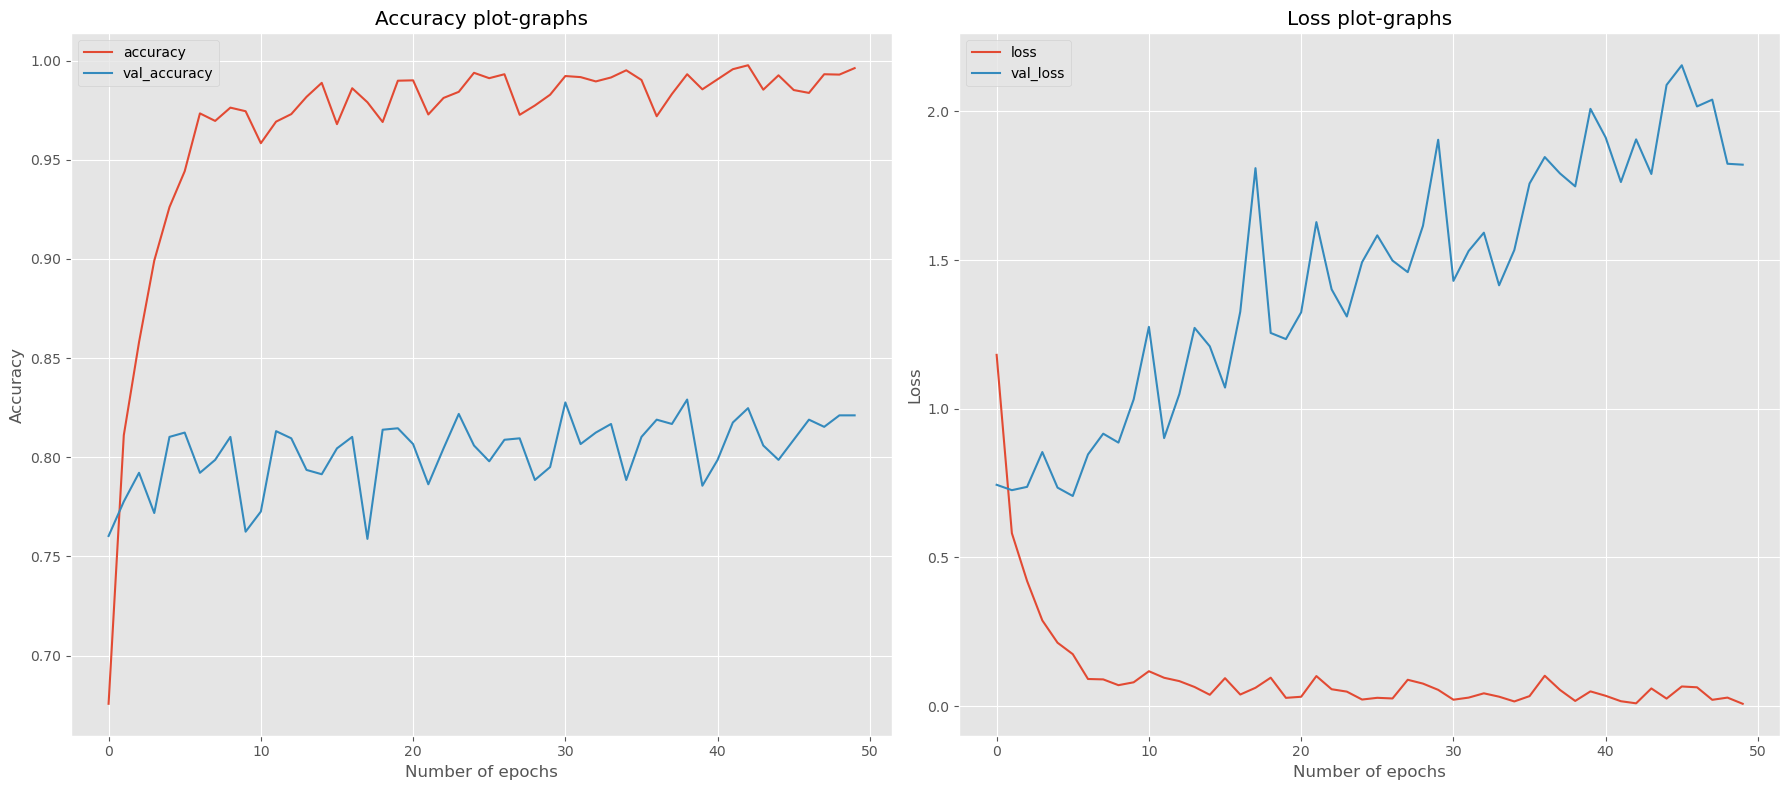 Accuracy plot-graphs
accuracy
val_accuracy
1.00
0.95
0.90
0.85
0.80
0.75
0.70
Accuracy
0
10
20
30
40
50
Number of epochs
Loss plot-graphs
loss
val_loss
2.0
1.5
1.0
0.5
0.0
Loss
0
10
20
30
40
50
Number of epochs